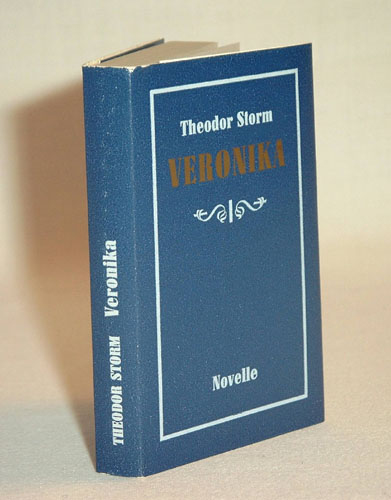 Theodor Storm
VERONIKA
Novelle
THEODOR STORM Veronika